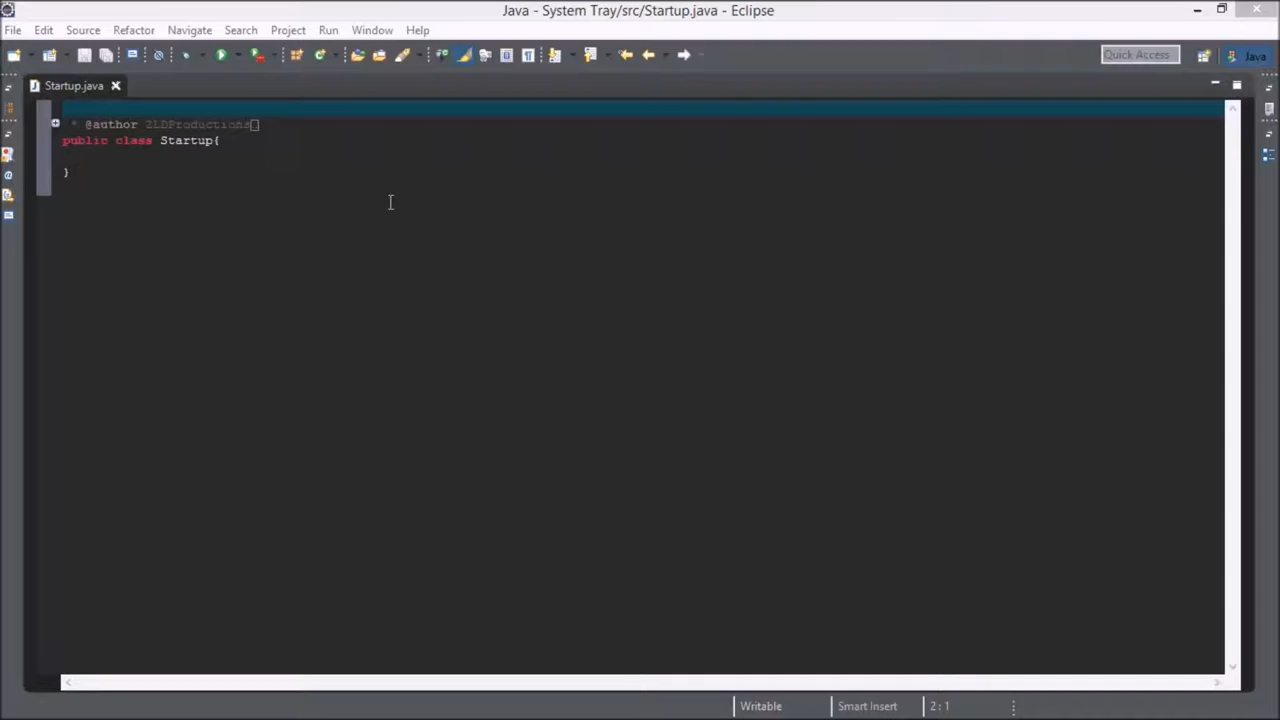 Java - System Tray/src/Startup.java - Eclipse
File Edit Source Refactor Navigate Search Project Run Window Help
Quick Access Java
Startup.java
* @author 2LDProductions
public class Startup{
}
Writable Smart Insert 2 : 1